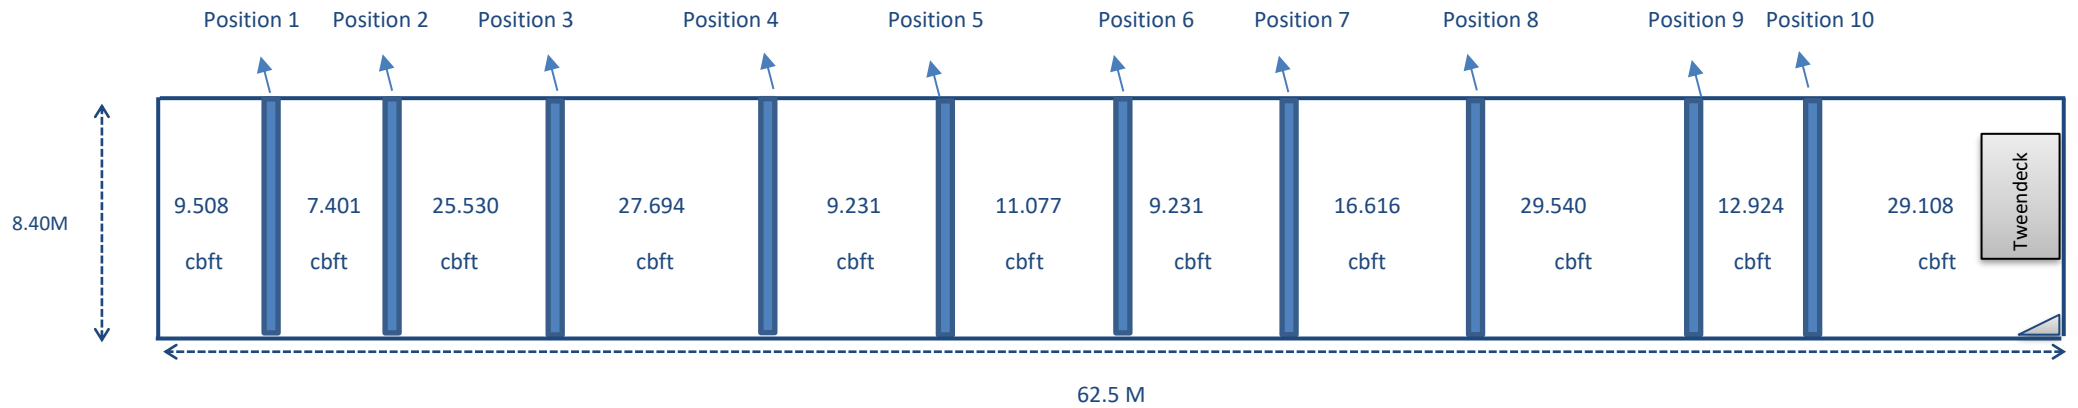 Position 1
Position 2
Position 3
Position 4
Position 5
Position 6
Position 7
Position 8
Position 9
Position 10
8.40M
9.508
cbft
7.401
cbft
25.530
cbft
27.694
cbft
9.231
cbft
11.077
cbft
9.231
cbft
16.616
cbft
29.540
cbft
12.924
cbft
29.108
cbft
Tweendeck
62.5 M